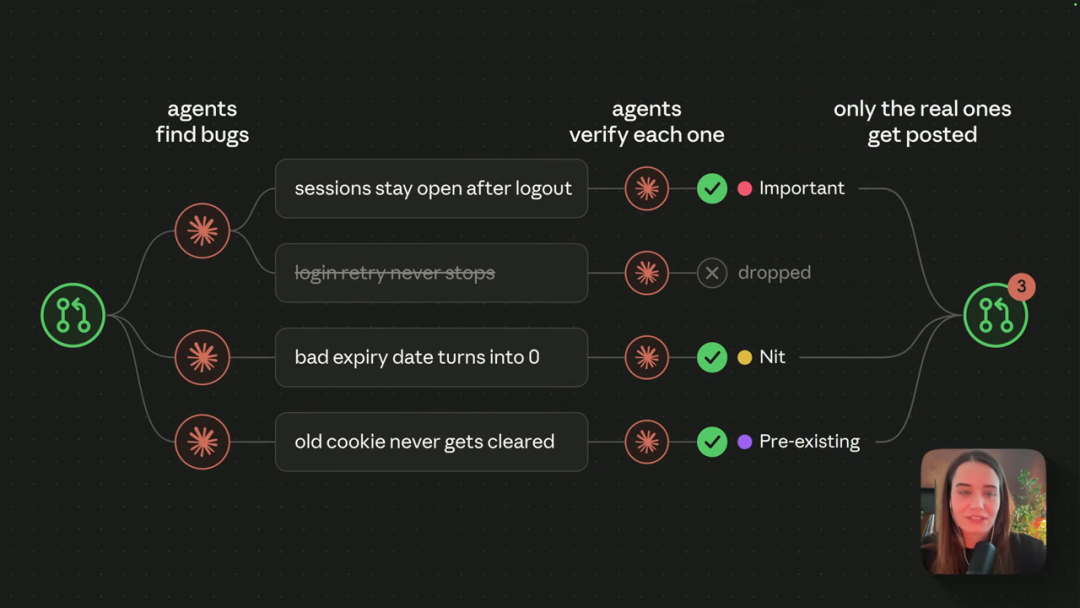 agents
find bugs
agents
verify each one
only the real ones
get posted
sessions stay open after logout
Important
login retry never stops
dropped
3
bad expiry date turns into 0
Nit
old cookie never gets cleared
Pre-existing